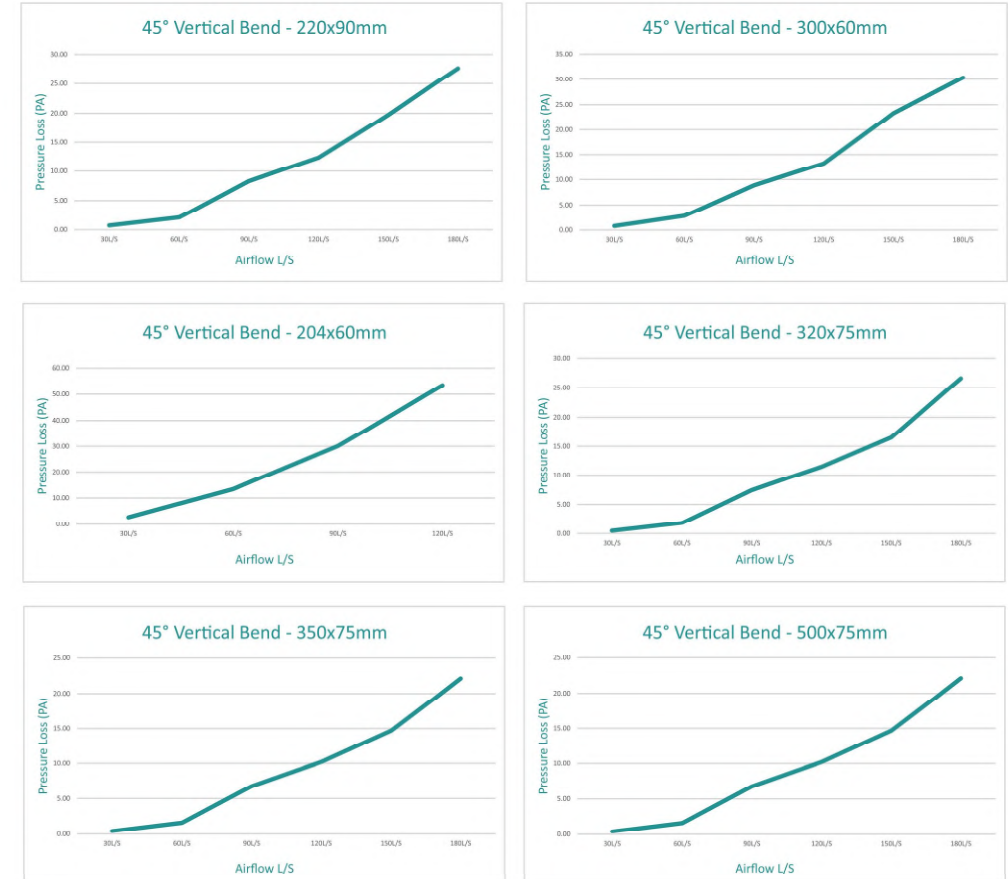 45° Vertical Bend - 220x90mm
30.00
25.00
20.00
15.00
10.00
5.00
0.00
Pressure Loss (PA)
30L/S 60L/S 90L/S 120L/S 150L/S 180L/S
Airflow L/S
45° Vertical Bend - 300x60mm
35.00
30.00
25.00
20.00
15.00
10.00
5.00
0.00
Pressure Loss (PA)
30L/S 60L/S 90L/S 120L/S 150L/S 180L/S
Airflow L/S
45° Vertical Bend - 204x60mm
60.00
50.00
40.00
30.00
20.00
10.00
0.00
Pressure Loss (PA)
30L/S 60L/S 90L/S 120L/S
Airflow L/S
45° Vertical Bend - 320x75mm
30.00
25.00
20.00
15.00
10.00
5.00
0.00
Pressure Loss (PA)
30L/S 60L/S 90L/S 120L/S 150L/S 180L/S
Airflow L/S
45° Vertical Bend - 350x75mm
25.00
20.00
15.00
10.00
5.00
0.00
Pressure Loss (PA)
30L/S 60L/S 90L/S 120L/S 150L/S 180L/S
Airflow L/S
45° Vertical Bend - 500x75mm
25.00
20.00
15.00
10.00
5.00
0.00
Pressure Loss (PA)
30L/S 60L/S 90L/S 120L/S 150L/S 180L/S
Airflow L/S